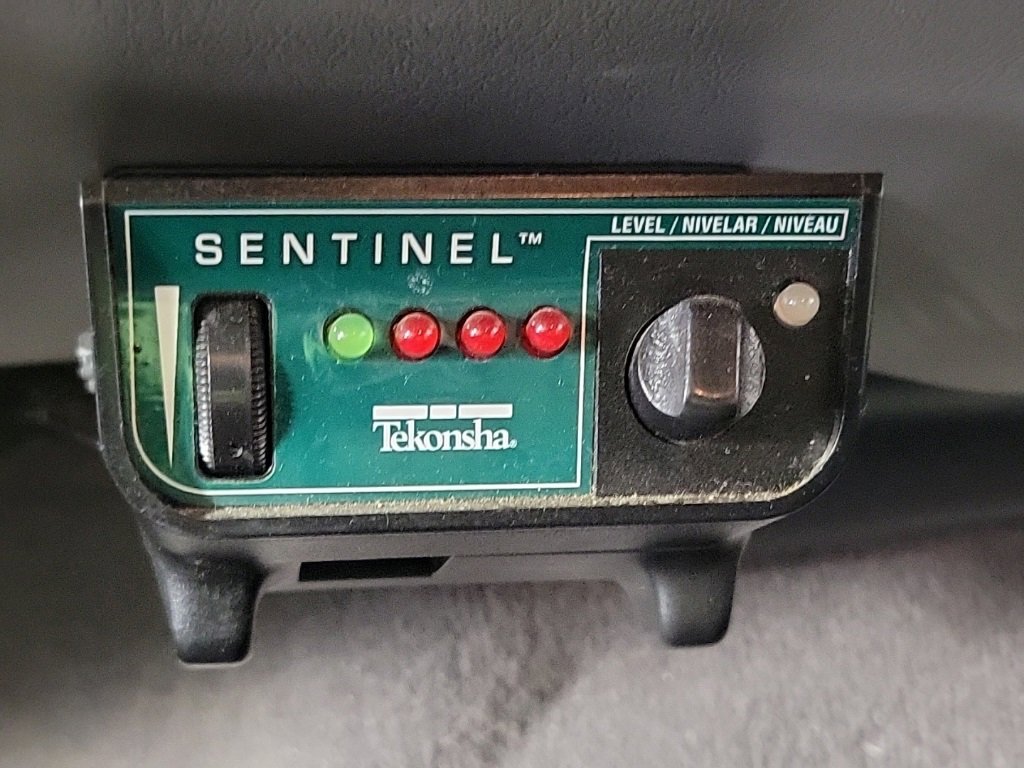 LEVEL / NIVELAR / NIVEAU
SENTINEL™
Tekonsha®